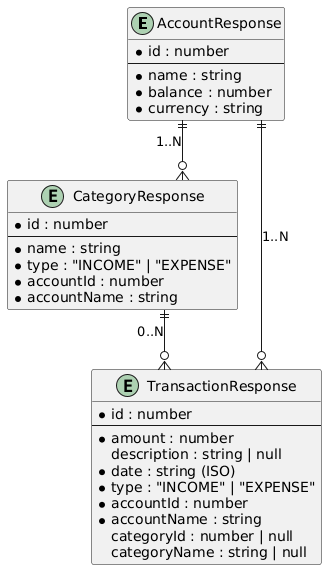 E AccountResponse
* id : number
* name : string
* balance : number
* currency : string
1..N
E CategoryResponse
* id : number
* name : string
* type : "INCOME" | "EXPENSE"
* accountId : number
* accountName : string
1..N
0..N
E TransactionResponse
* id : number
* amount : number
description : string | null
* date : string (ISO)
* type : "INCOME" | "EXPENSE"
* accountId : number
* accountName : string
categoryId : number | null
categoryName : string | null